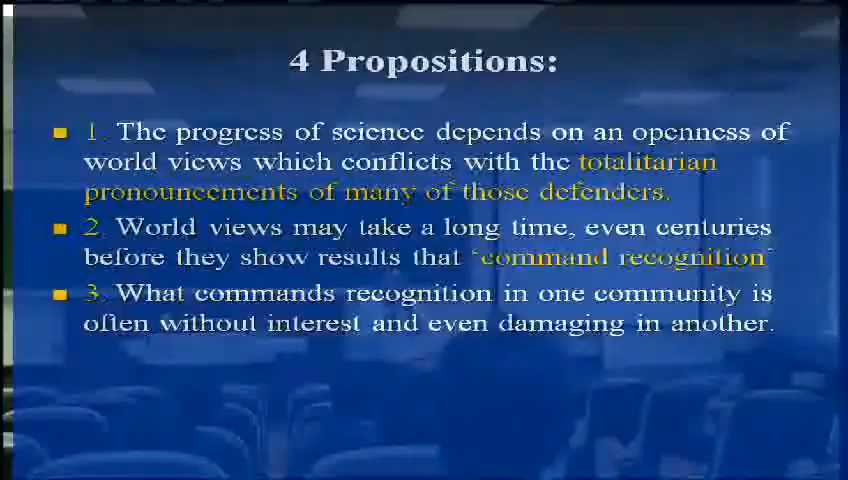 4 Propositions:
1. The progress of science depends on an openness of
world views which conflicts with the totalitarian
pronouncements of many of those defenders.
2. World views may take a long time, even centuries
before they show results that 'command recognition'
3. What commands recognition in one community is
often without interest and even damaging in another.